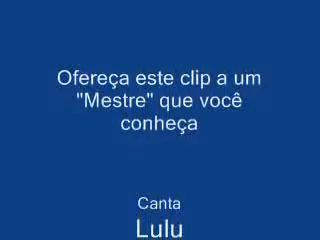 Ofereça este clip a um
"Mestre" que você
conheça
Canta
Lulu